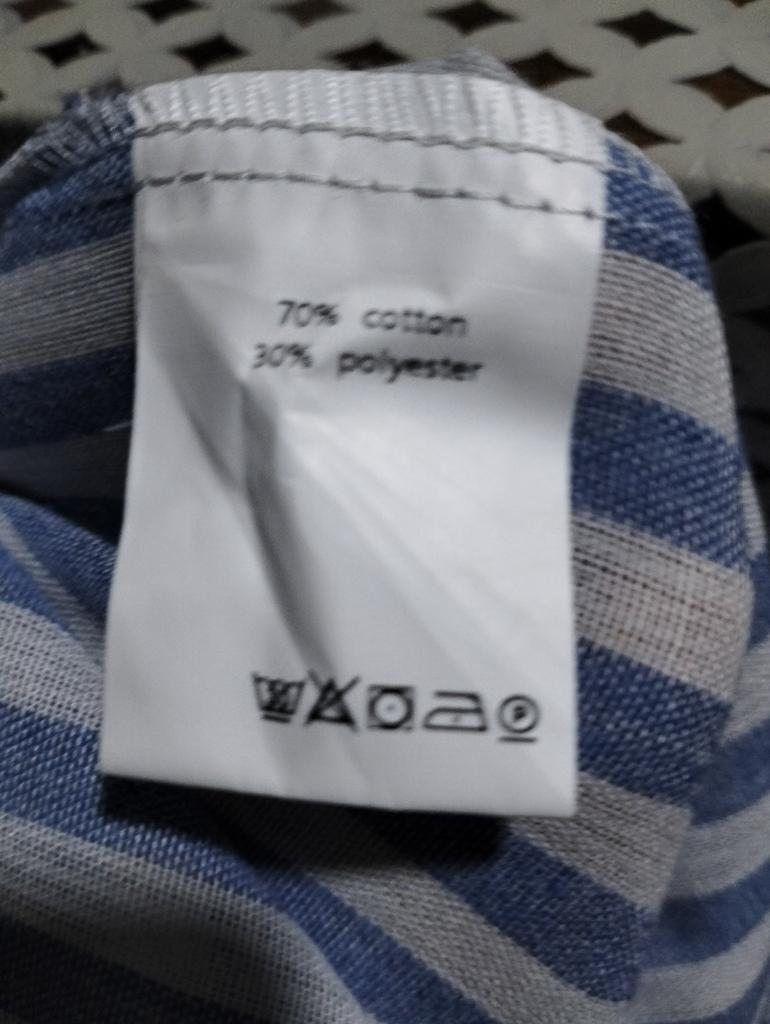 70% cotton
30% polyester
P